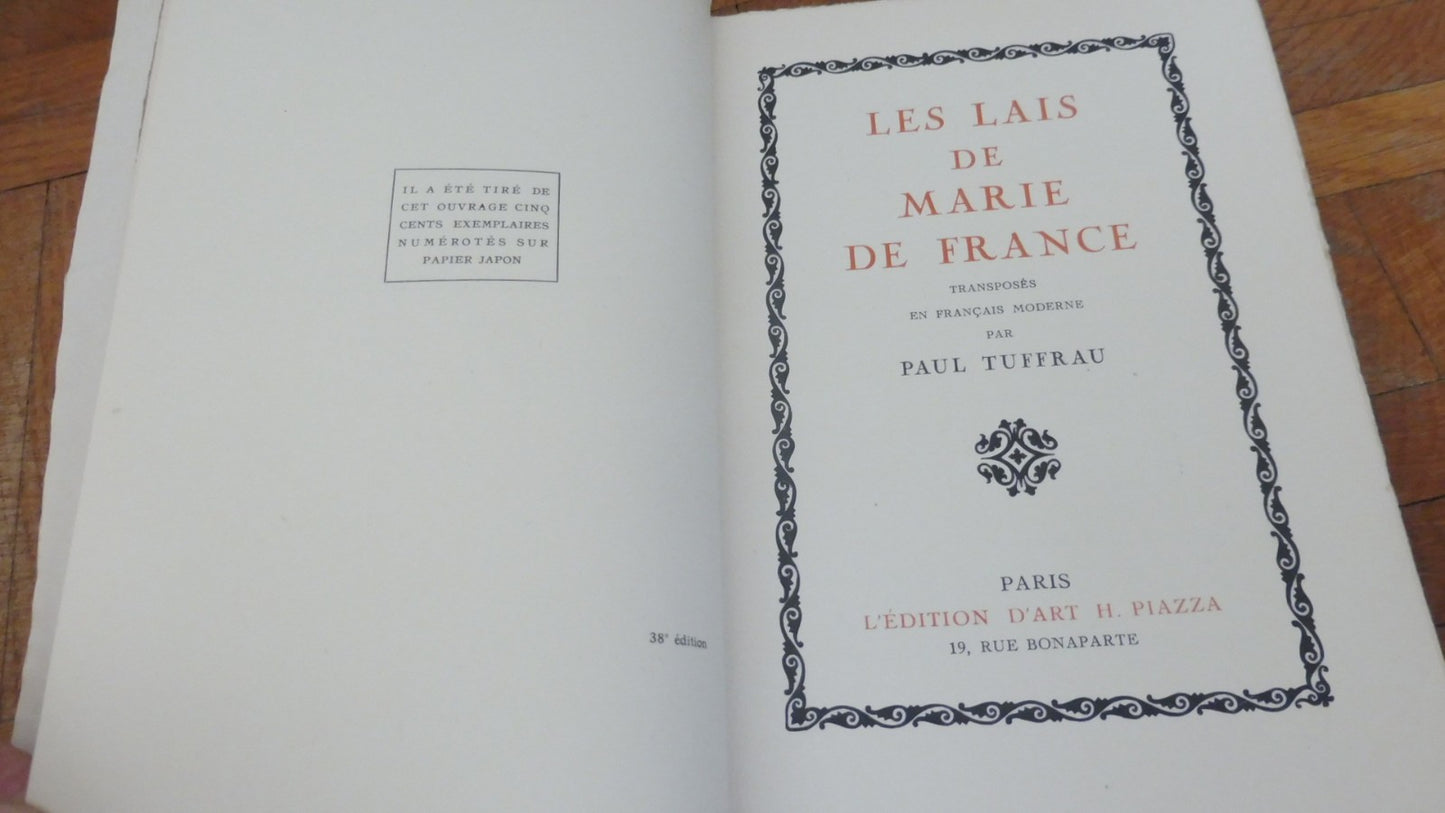 IL A ÉTÉ TIRÉ DE
CET OUVRAGE CINQ
CENTS EXEMPLAIRES
NUMÉROTÉS SUR
PAPIER JAPON
38e édition
LES LAIS
DE
MARIE
DE FRANCE
TRANSPOSÉS
EN FRANÇAIS MODERNE
PAR
PAUL TUFFRAU
PARIS
L'ÉDITION D'ART H. PIAZZA
19, RUE BONAPARTE